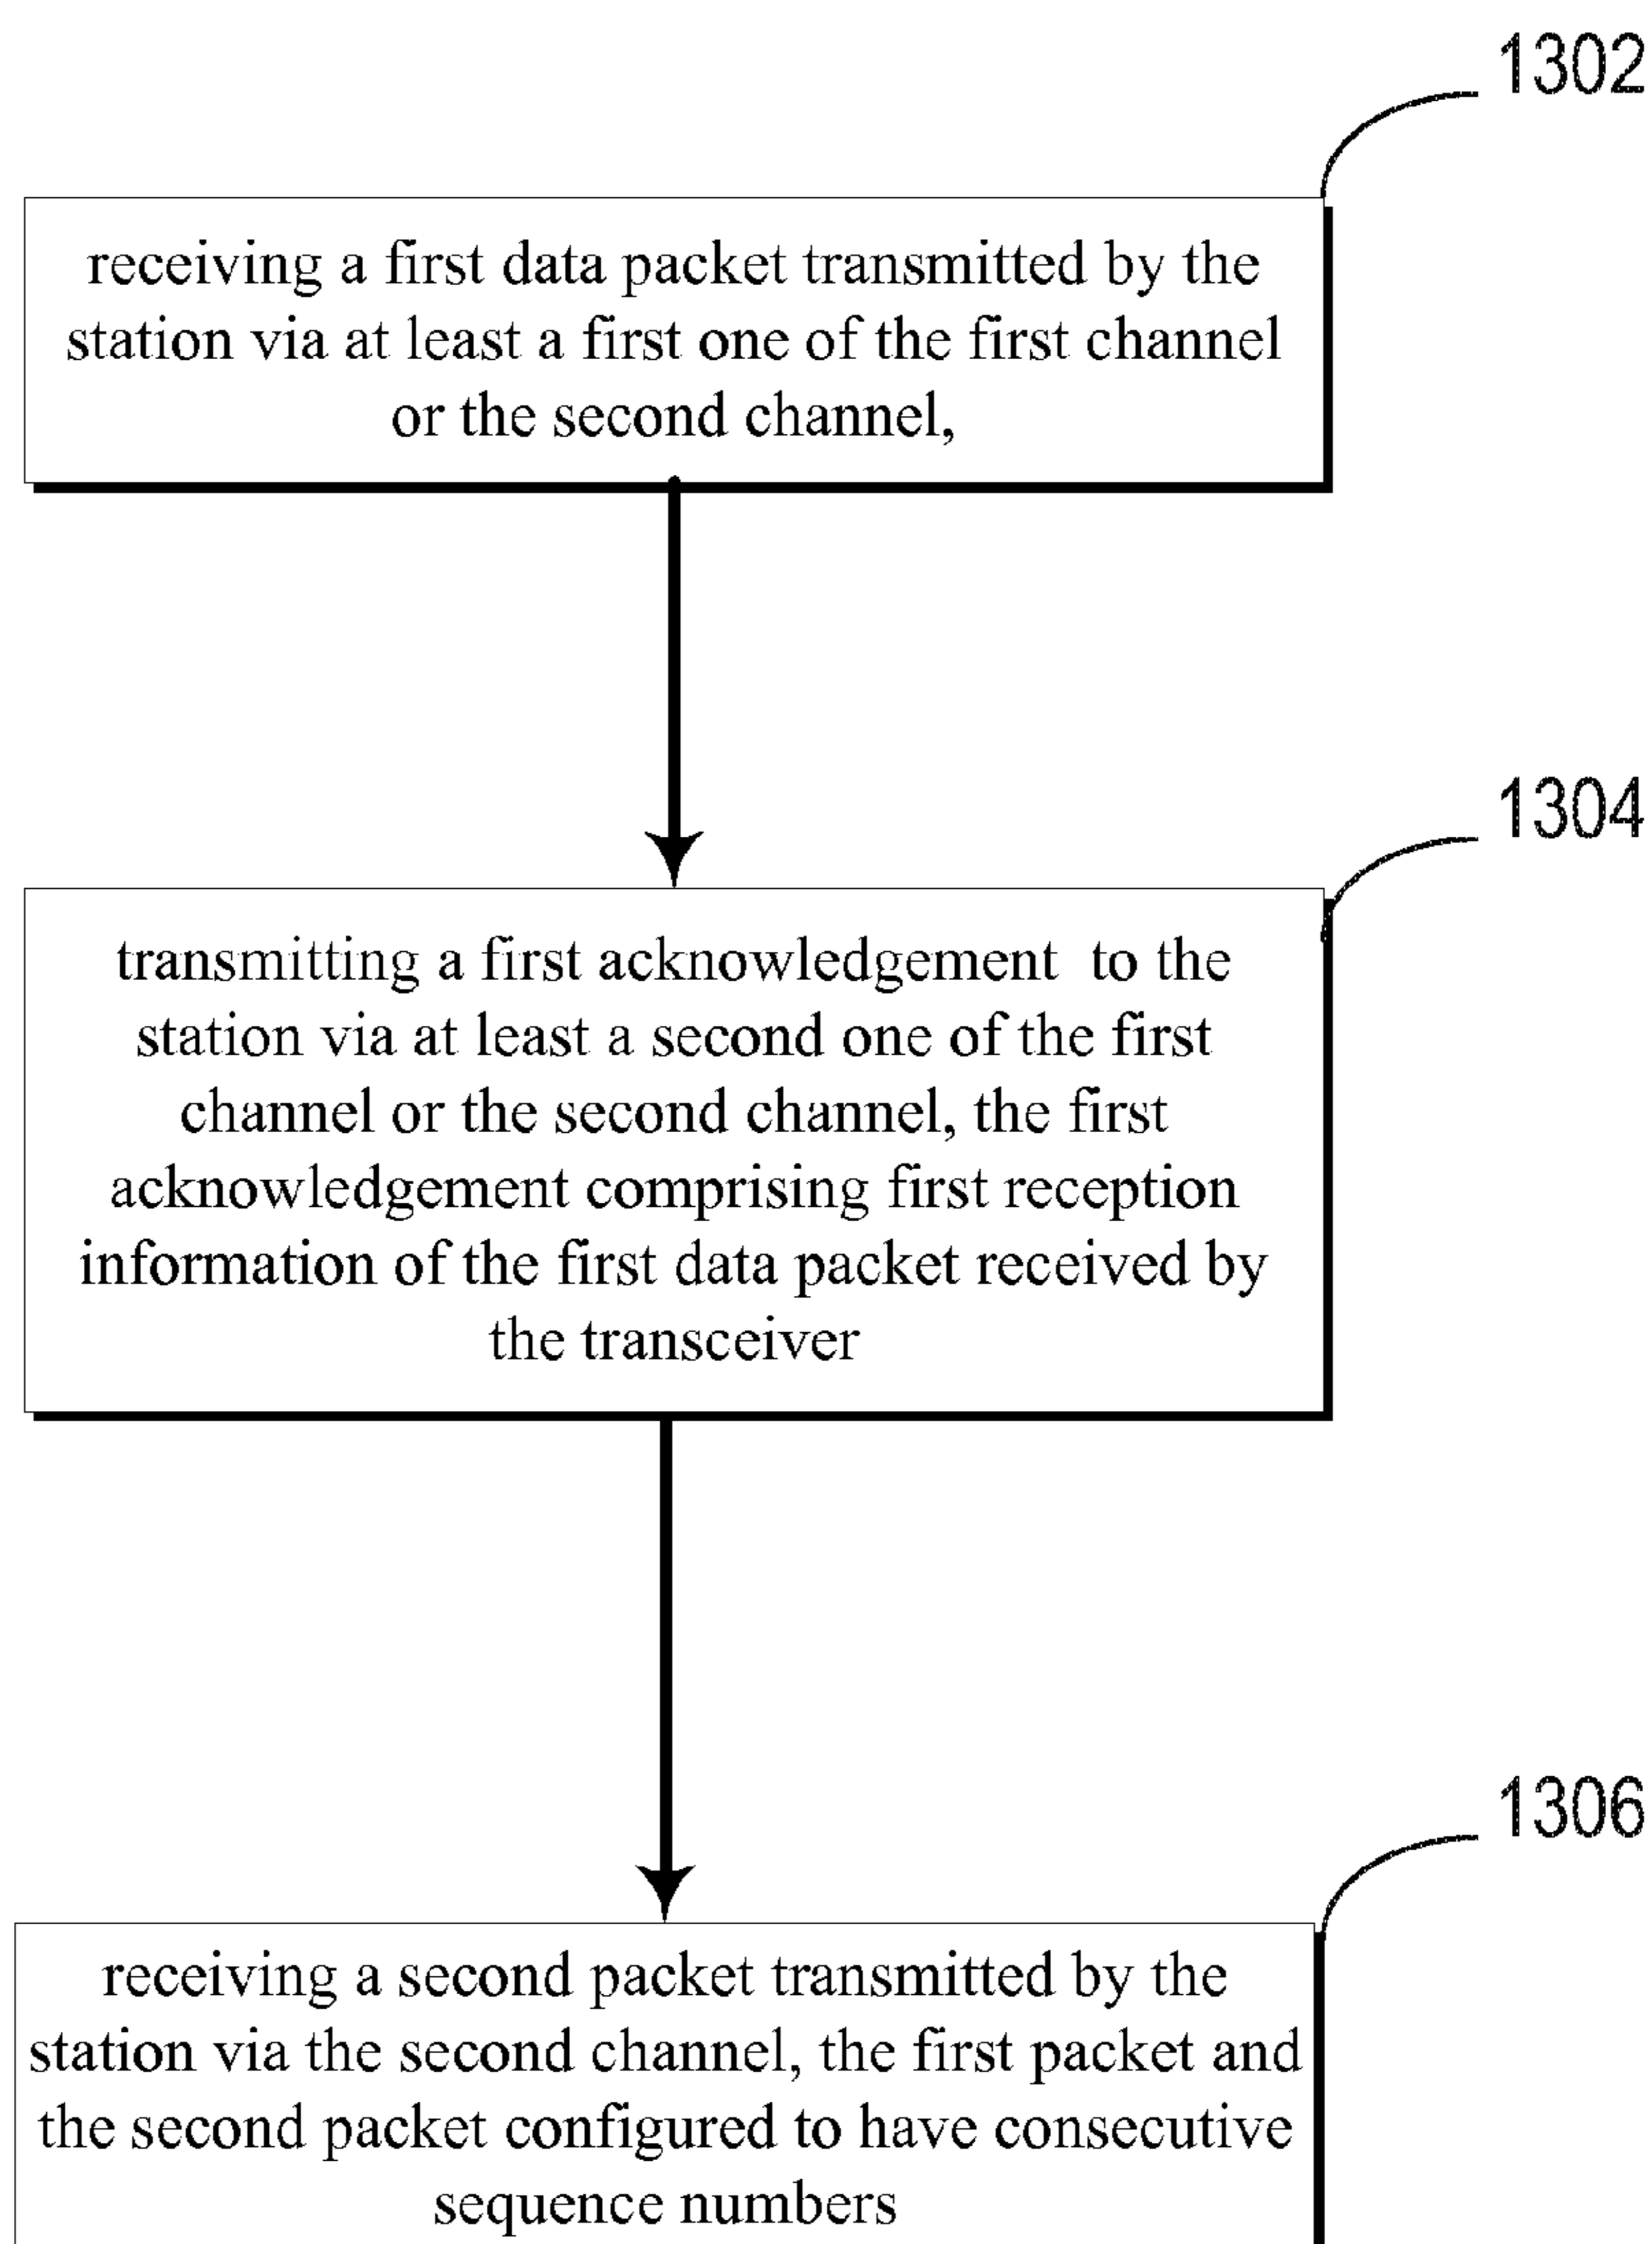 1302
receiving a first data packet transmitted by the
station via at least a first one of the first channel
or the second channel,
1304
transmitting a first acknowledgement  to the
station via at least a second one of the first
channel or the second channel, the first
acknowledgement comprising first reception
information of the first data packet received by
the transceiver
1306
receiving a second packet transmitted by the
station via the second channel, the first packet and
the second packet configured to have consecutive
sequence numbers